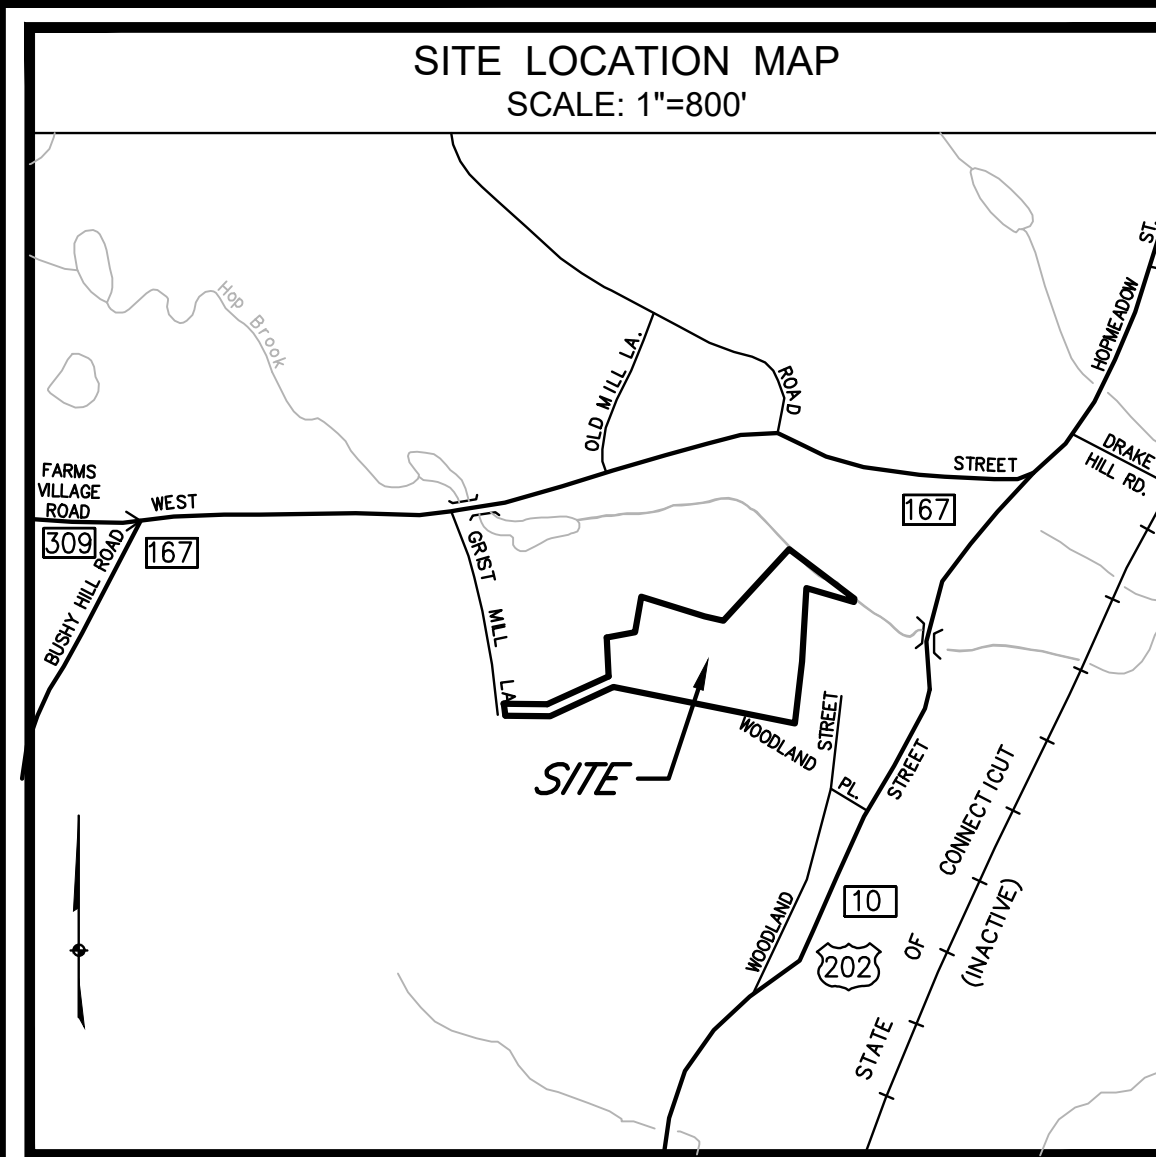 SITE LOCATION MAP
SCALE: 1"=800'
ST.
HOPMEADOW
Hop Brook
OLD MILL LA.
ROAD
DRAKE
HILL RD.
STREET
FARMS
VILLAGE
ROAD
WEST
309
167
167
BUSHY HILL ROAD
GRIST MILL LA
WOODLAND
STREET
SITE
PL.
STREET
CONNECTICUT
WOODLAND
10
202
OF
(INACTIVE)
STATE